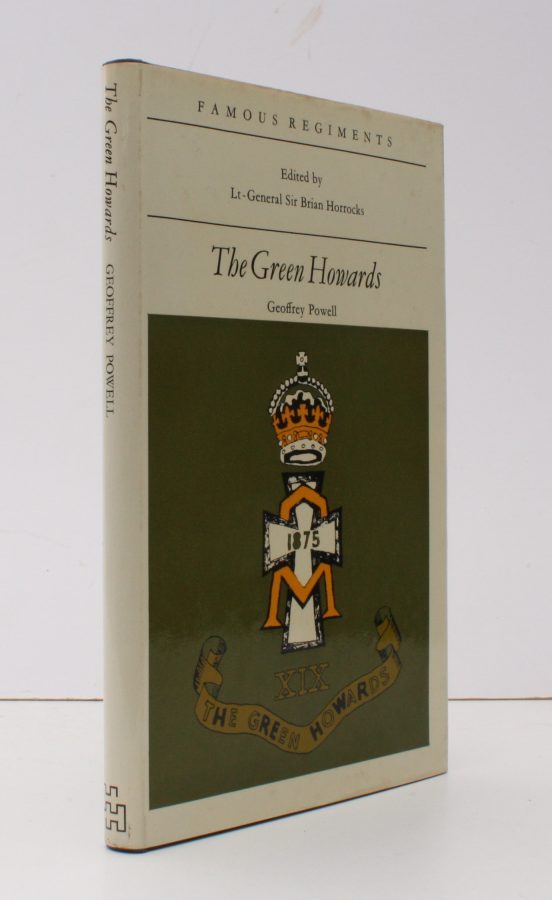 FAMOUS REGIMENTS
Edited by
Lt-General Sir Brian Horrocks
The Green Howards
Geoffrey Powell
1875
XIX
THE GREEN HOWARDS
The Green Howards GEOFFREY POWELL